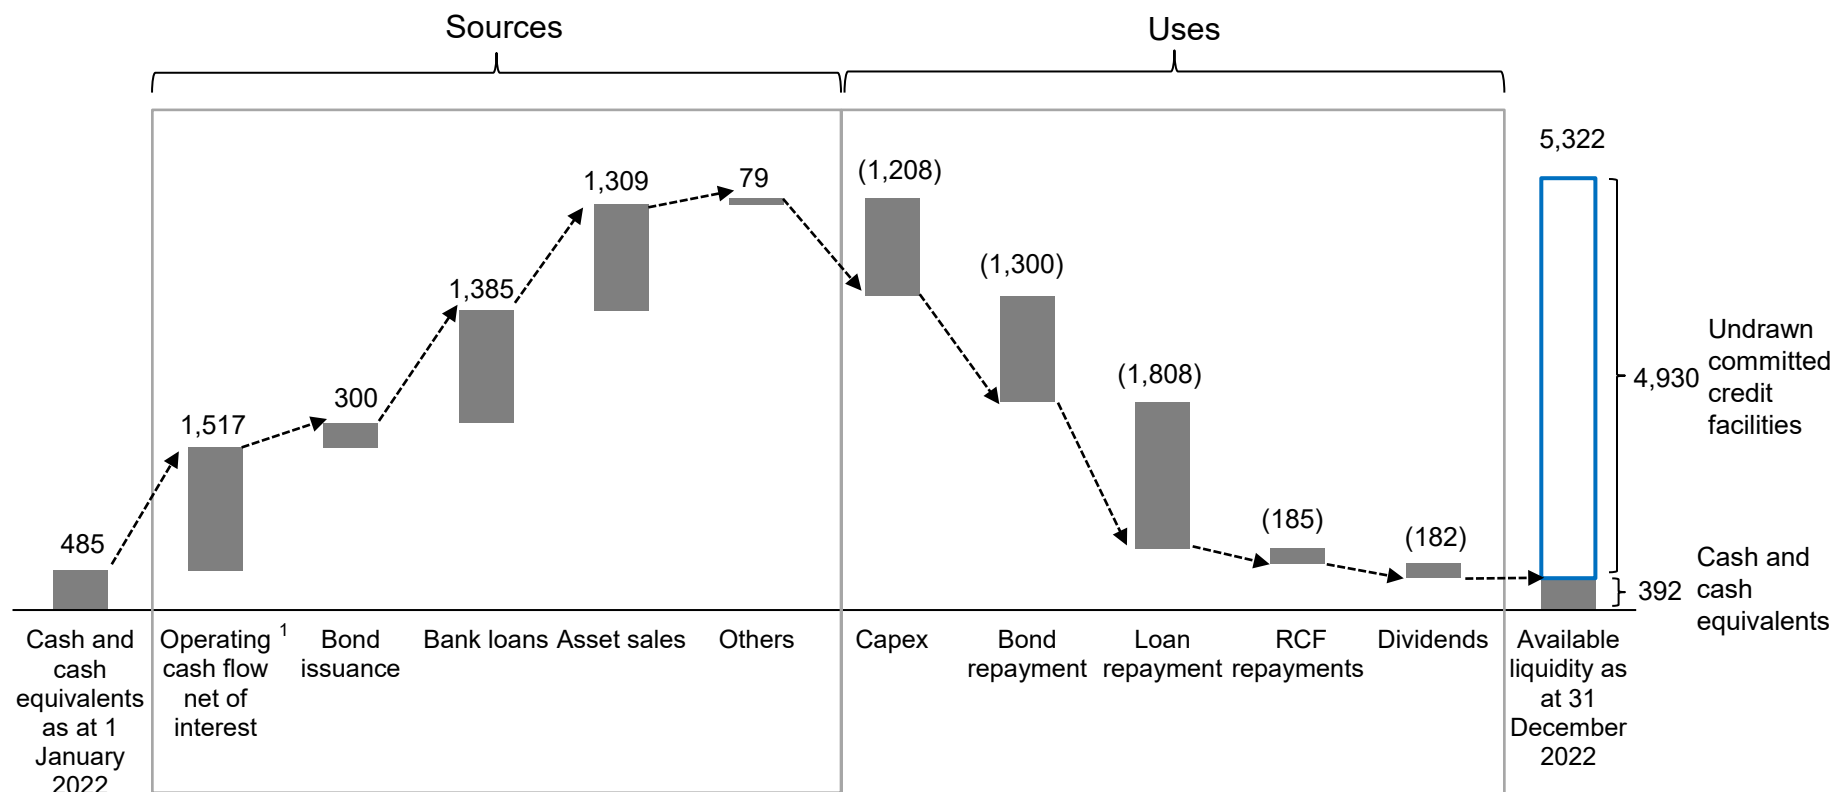 Sources
Uses
485
1,517
300
1,385
1,309
79
(1,208)
(1,300)
(1,808)
(185)
(182)
5,322
4,930
Undrawn
committed
credit
facilities
392
Cash and
cash
equivalents
Cash and
cash
equivalents
as at 1
January
2022
Operating 1
cash flow
net of
interest
Bond
issuance
Bank loans
Asset sales
Others
Capex
Bond
repayment
Loan
repayment
RCF
repayments
Dividends
Available
liquidity as
at 31
December
2022